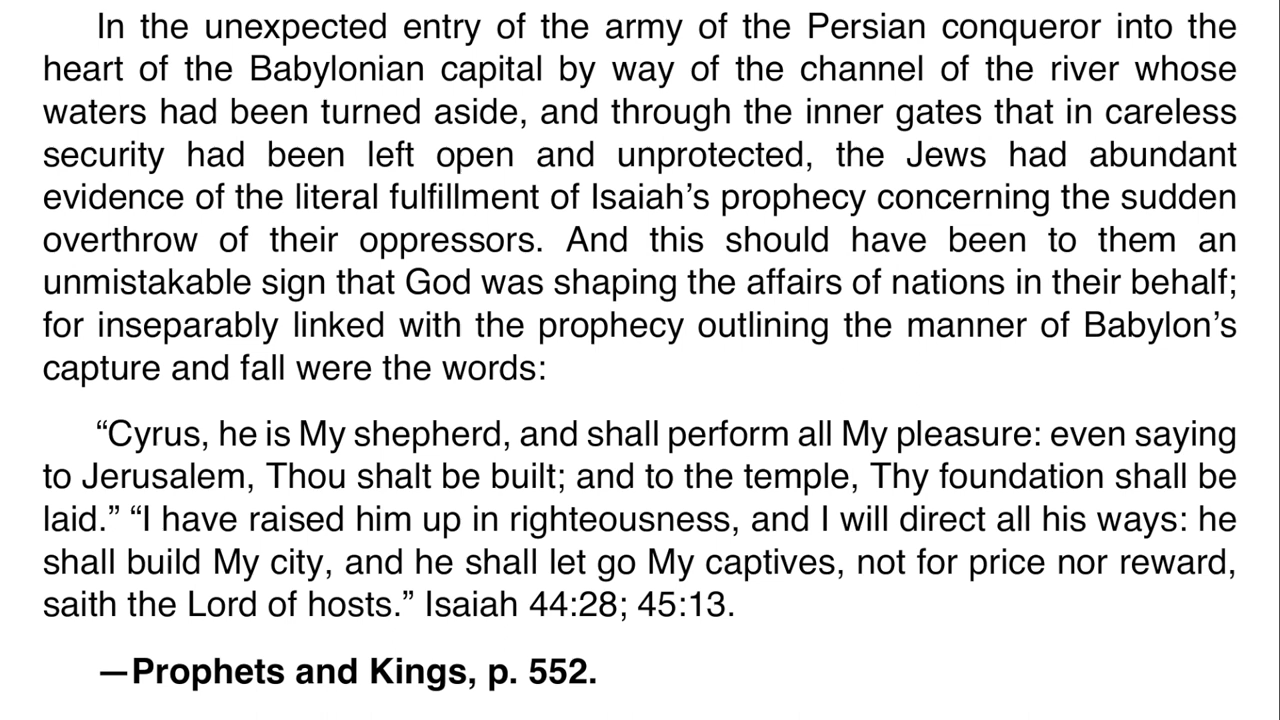 In the unexpected entry of the army of the Persian conqueror into the
heart of the Babylonian capital by way of the channel of the river whose
waters had been turned aside, and through the inner gates that in careless
security had been left open and unprotected, the Jews had abundant
evidence of the literal fulfillment of Isaiah’s prophecy concerning the sudden
overthrow of their oppressors. And this should have been to them an
unmistakable sign that God was shaping the affairs of nations in their behalf;
for inseparably linked with the prophecy outlining the manner of Babylon’s
capture and fall were the words:
“Cyrus, he is My shepherd, and shall perform all My pleasure: even saying
to Jerusalem, Thou shalt be built; and to the temple, Thy foundation shall be
laid.” “I have raised him up in righteousness, and I will direct all his ways: he
shall build My city, and he shall let go My captives, not for price nor reward,
saith the Lord of hosts.” Isaiah 44:28; 45:13.
—Prophets and Kings, p. 552.